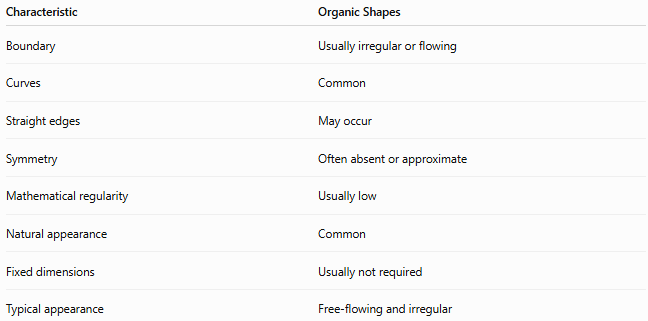 Characteristic Organic Shapes
Boundary Usually irregular or flowing
Curves Common
Straight edges May occur
Symmetry Often absent or approximate
Mathematical regularity Usually low
Natural appearance Common
Fixed dimensions Usually not required
Typical appearance Free-flowing and irregular